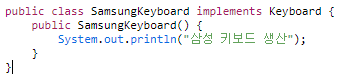 public class SamsungKeyboard implements Keyboard {
    public SamsungKeyboard() {
        System.out.println("삼성 키보드 생산");
    }
}